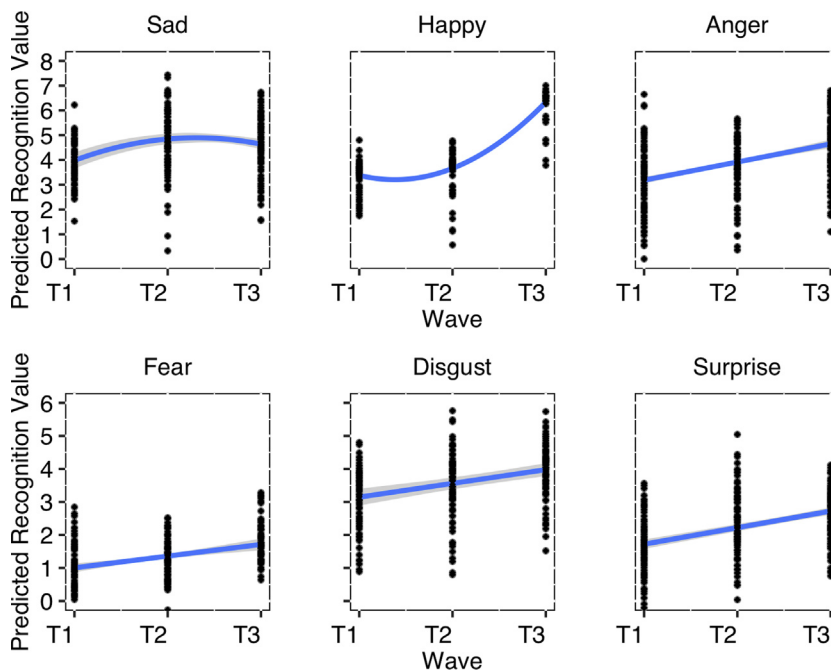 Sad Happy Anger
Predicted Recognition Value
8
7
6
5
4
3
2
1
0
T1 T2 T3 T1 T2 T3 T1 T2 T3
Wave
Fear Disgust Surprise
Predicted Recognition Value
6
5
4
3
2
1
0
T1 T2 T3 T1 T2 T3 T1 T2 T3
Wave